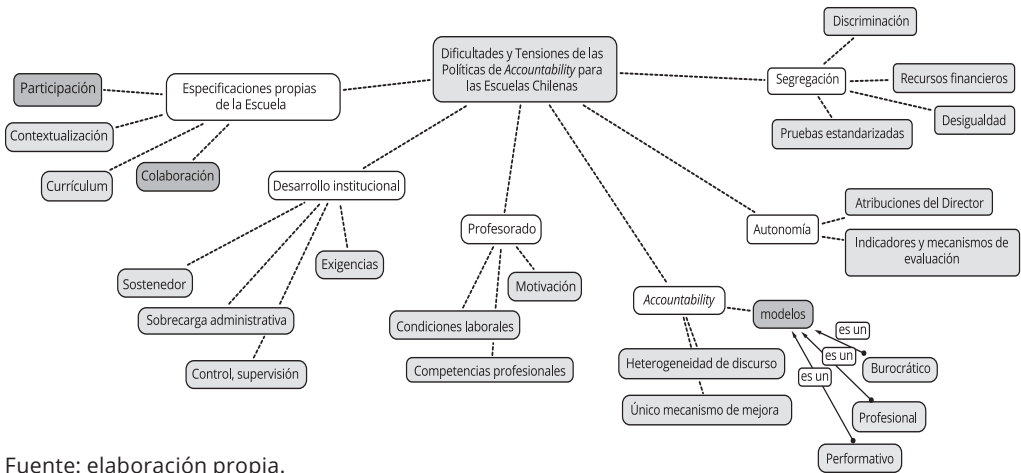 Dificultades y Tensiones de las
Políticas de Accountability para
las Escuelas Chilenas
Especificaciones propias
de la Escuela
Participación
Contextualización
Currículum
Colaboración
Desarrollo institucional
Sostenedor
Sobrecarga administrativa
Control, supervisión
Exigencias
Profesorado
Motivación
Condiciones laborales
Competencias profesionales
Accountability
modelos
Heterogeneidad de discurso
Único mecanismo de mejora
es un
Burocrático
es un
Profesional
es un
Performativo
Autonomía
Atribuciones del Director
Indicadores y mecanismos de
evaluación
Segregación
Discriminación
Recursos financieros
Desigualdad
Pruebas estandarizadas
Fuente: elaboración propia.